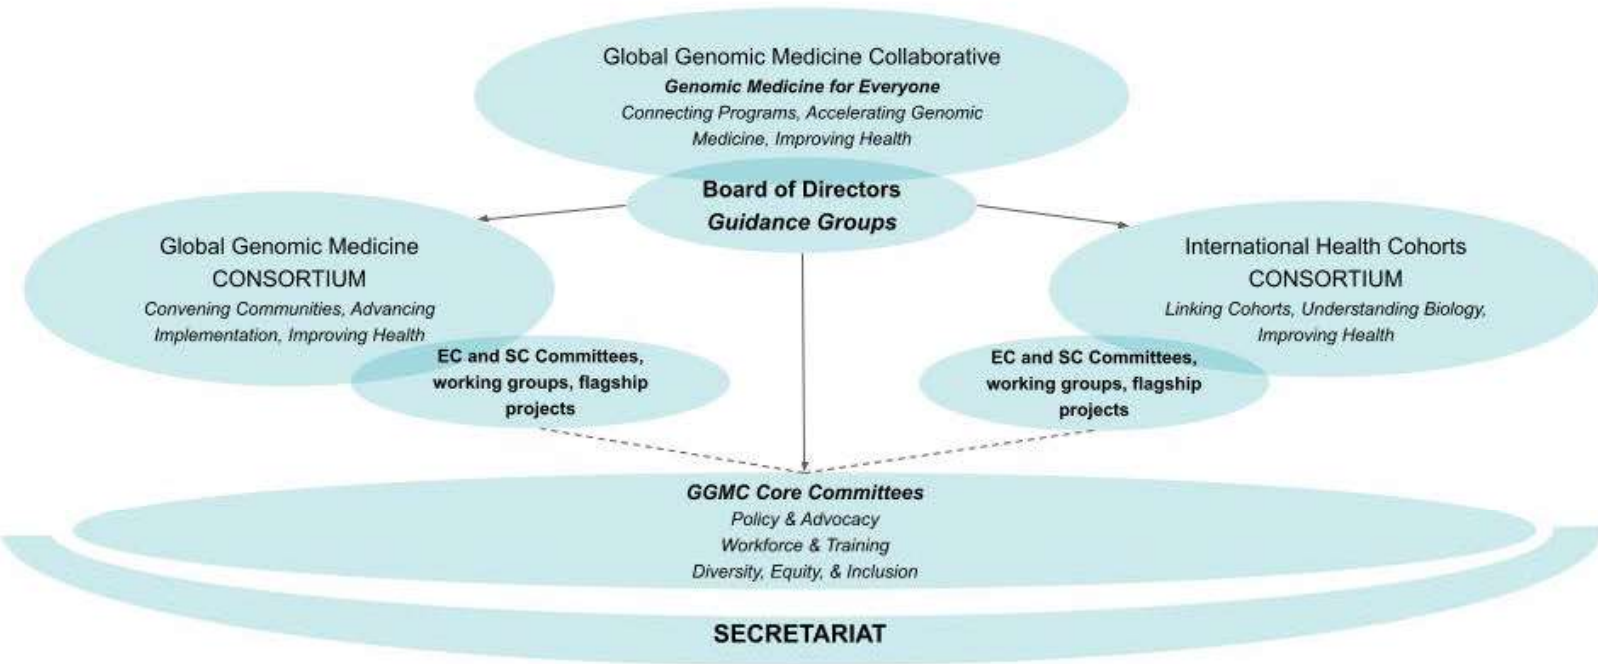 Global Genomic Medicine Collaborative
Genomic Medicine for Everyone
Connecting Programs, Accelerating Genomic
Medicine, Improving Health
Board of Directors
Guidance Groups
Global Genomic Medicine
CONSORTIUM
Convening Communities, Advancing
Implementation, Improving Health
EC and SC Committees,
working groups, flagship
projects
International Health Cohorts
CONSORTIUM
Linking Cohorts, Understanding Biology,
Improving Health
EC and SC Committees,
working groups, flagship
projects
GGMC Core Committees
Policy & Advocacy
Workforce & Training
Diversity, Equity, & Inclusion
SECRETARIAT